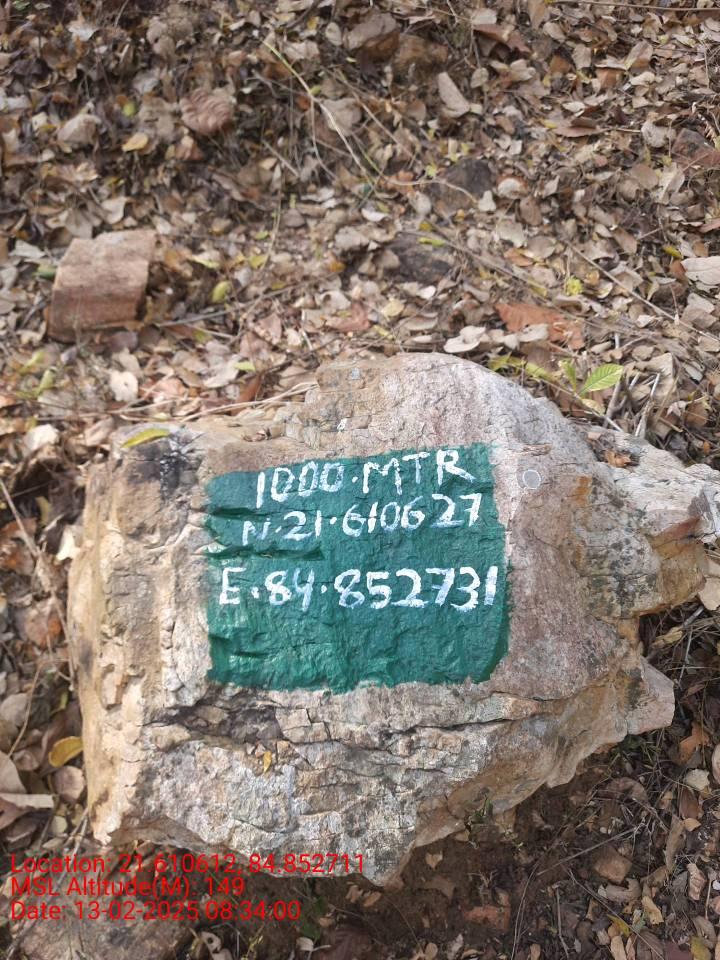 1000.MTR
N.21.610627
E.84.852731
Location: 21.610612, 84.852711
MSL Altitude(M). 149
Date: 13-02-2025 08:34:00